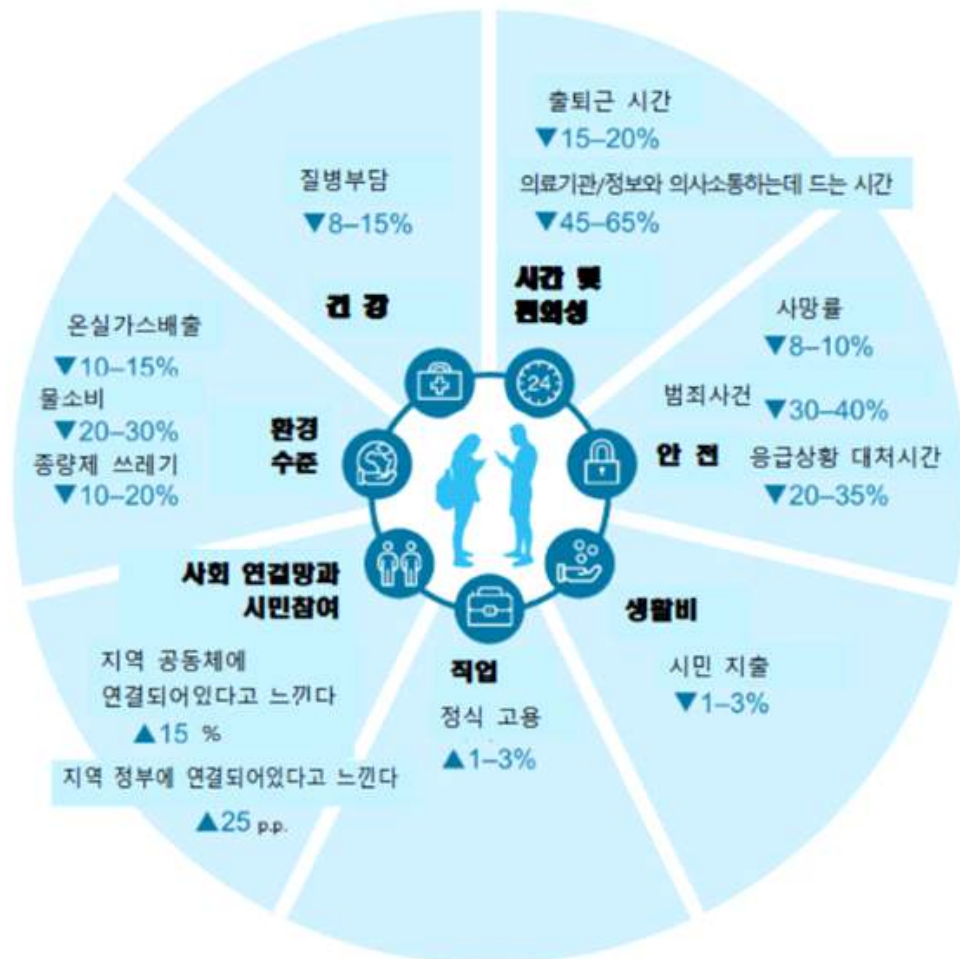 출퇴근 시간
▼15–20%
의료기관/정보와 의사소통하는데 드는 시간
▼45–65%
시간 및
편의성
24
사망률
▼8–10%
범죄사건
▼30–40%
안 전
응급상황 대처시간
▼20–35%
생활비
시민 지출
▼1–3%
직업
정식 고용
▲1–3%
사회 연결망과
시민참여
지역 공동체에
연결되어있다고 느낀다
▲15 %
지역 정부에 연결되어있다고 느낀다
▲25 p.p.
환경
수준
온실가스배출
▼10–15%
물소비
▼20–30%
종량제 쓰레기
▼10–20%
건 강
질병부담
▼8–15%